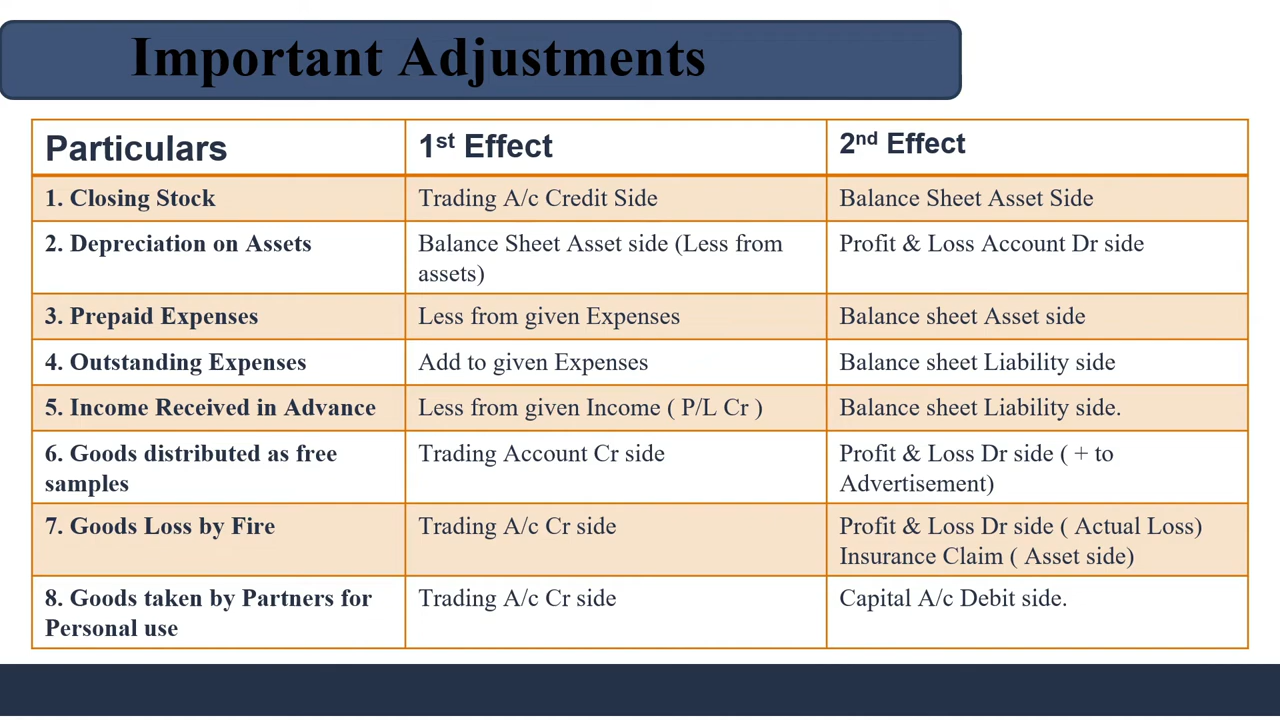 Important Adjustments
Particulars
1st Effect
2nd Effect
1. Closing Stock
Trading A/c Credit Side
Balance Sheet Asset Side
2. Depreciation on Assets
Balance Sheet Asset side (Less from
assets)
Profit & Loss Account Dr side
3. Prepaid Expenses
Less from given Expenses
Balance sheet Asset side
4. Outstanding Expenses
Add to given Expenses
Balance sheet Liability side
5. Income Received in Advance
Less from given Income ( P/L Cr )
Balance sheet Liability side.
6. Goods distributed as free
samples
Trading Account Cr side
Profit & Loss Dr side ( + to
Advertisement)
7. Goods Loss by Fire
Trading A/c Cr side
Profit & Loss Dr side ( Actual Loss)
Insurance Claim ( Asset side)
8. Goods taken by Partners for
Personal use
Trading A/c Cr side
Capital A/c Debit side.